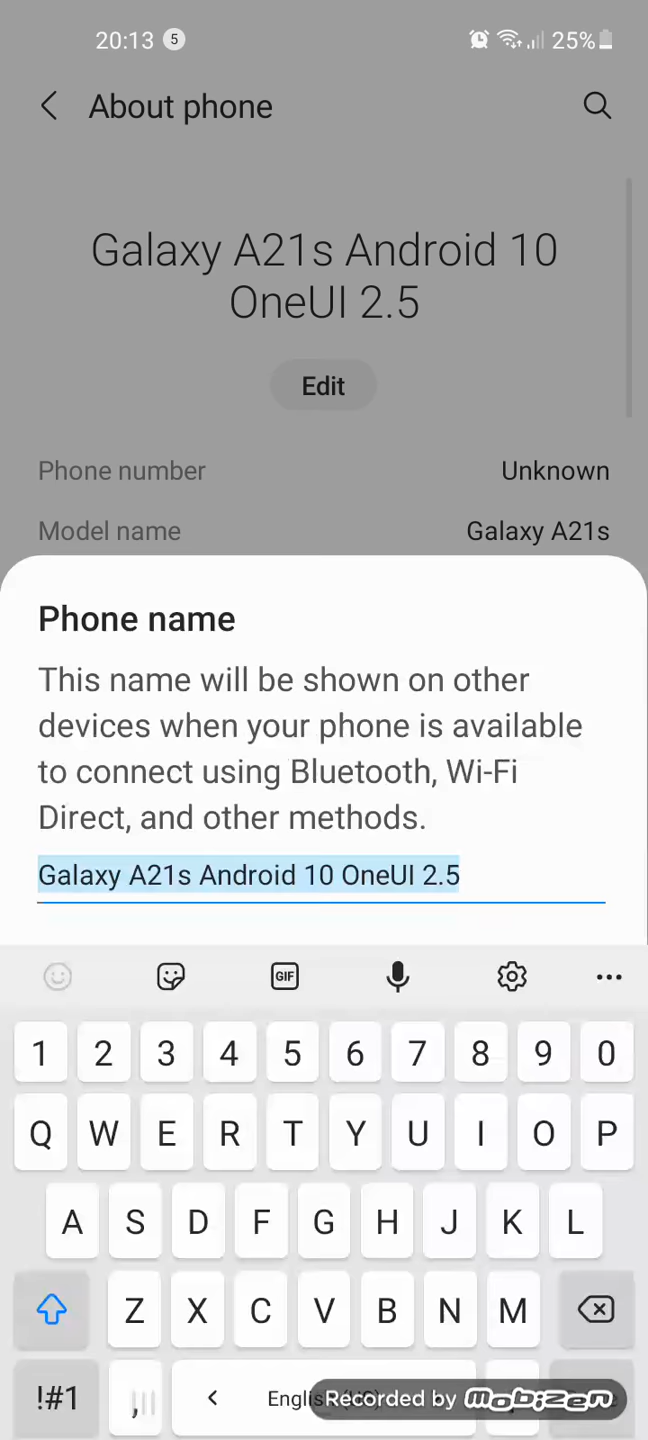 20:13 5 25%
About phone
Galaxy A21s Android 10
OneUI 2.5
Edit
Phone number Unknown
Model name Galaxy A21s
Phone name
This name will be shown on other
devices when your phone is available
to connect using Bluetooth, Wi-Fi
Direct, and other methods.
Galaxy A21s Android 10 OneUI 2.5
GIF
1 2 3 4 5 6 7 8 9 0
Q W E R T Y U I O P
A S D F G H J K L
Z X C V B N M
!#1 , < Recorded by mobizen